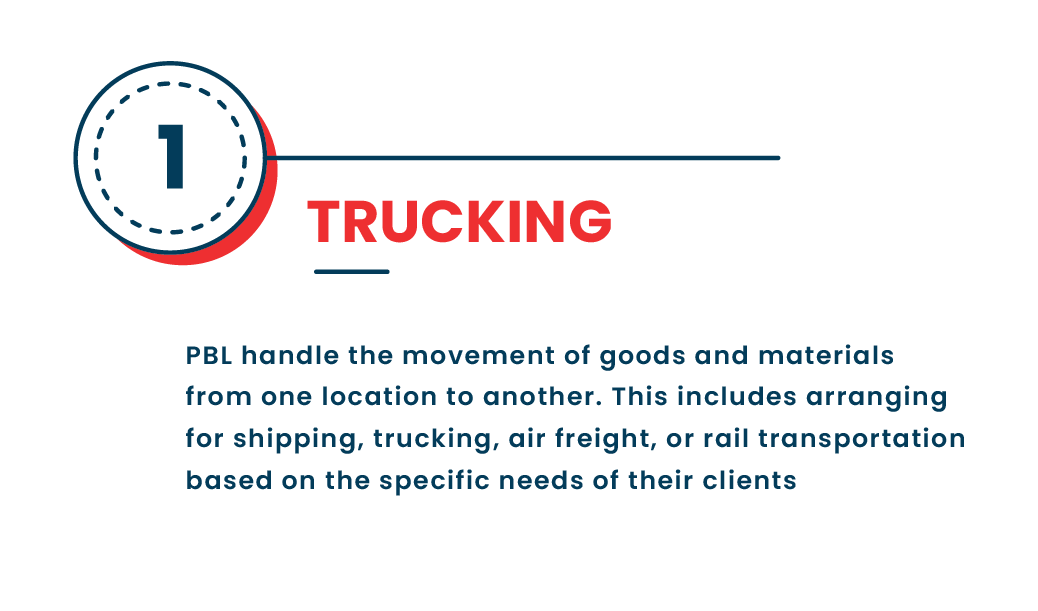 1
TRUCKING
PBL handle the movement of goods and materials
from one location to another. This includes arranging
for shipping, trucking, air freight, or rail transportation
based on the specific needs of their clients